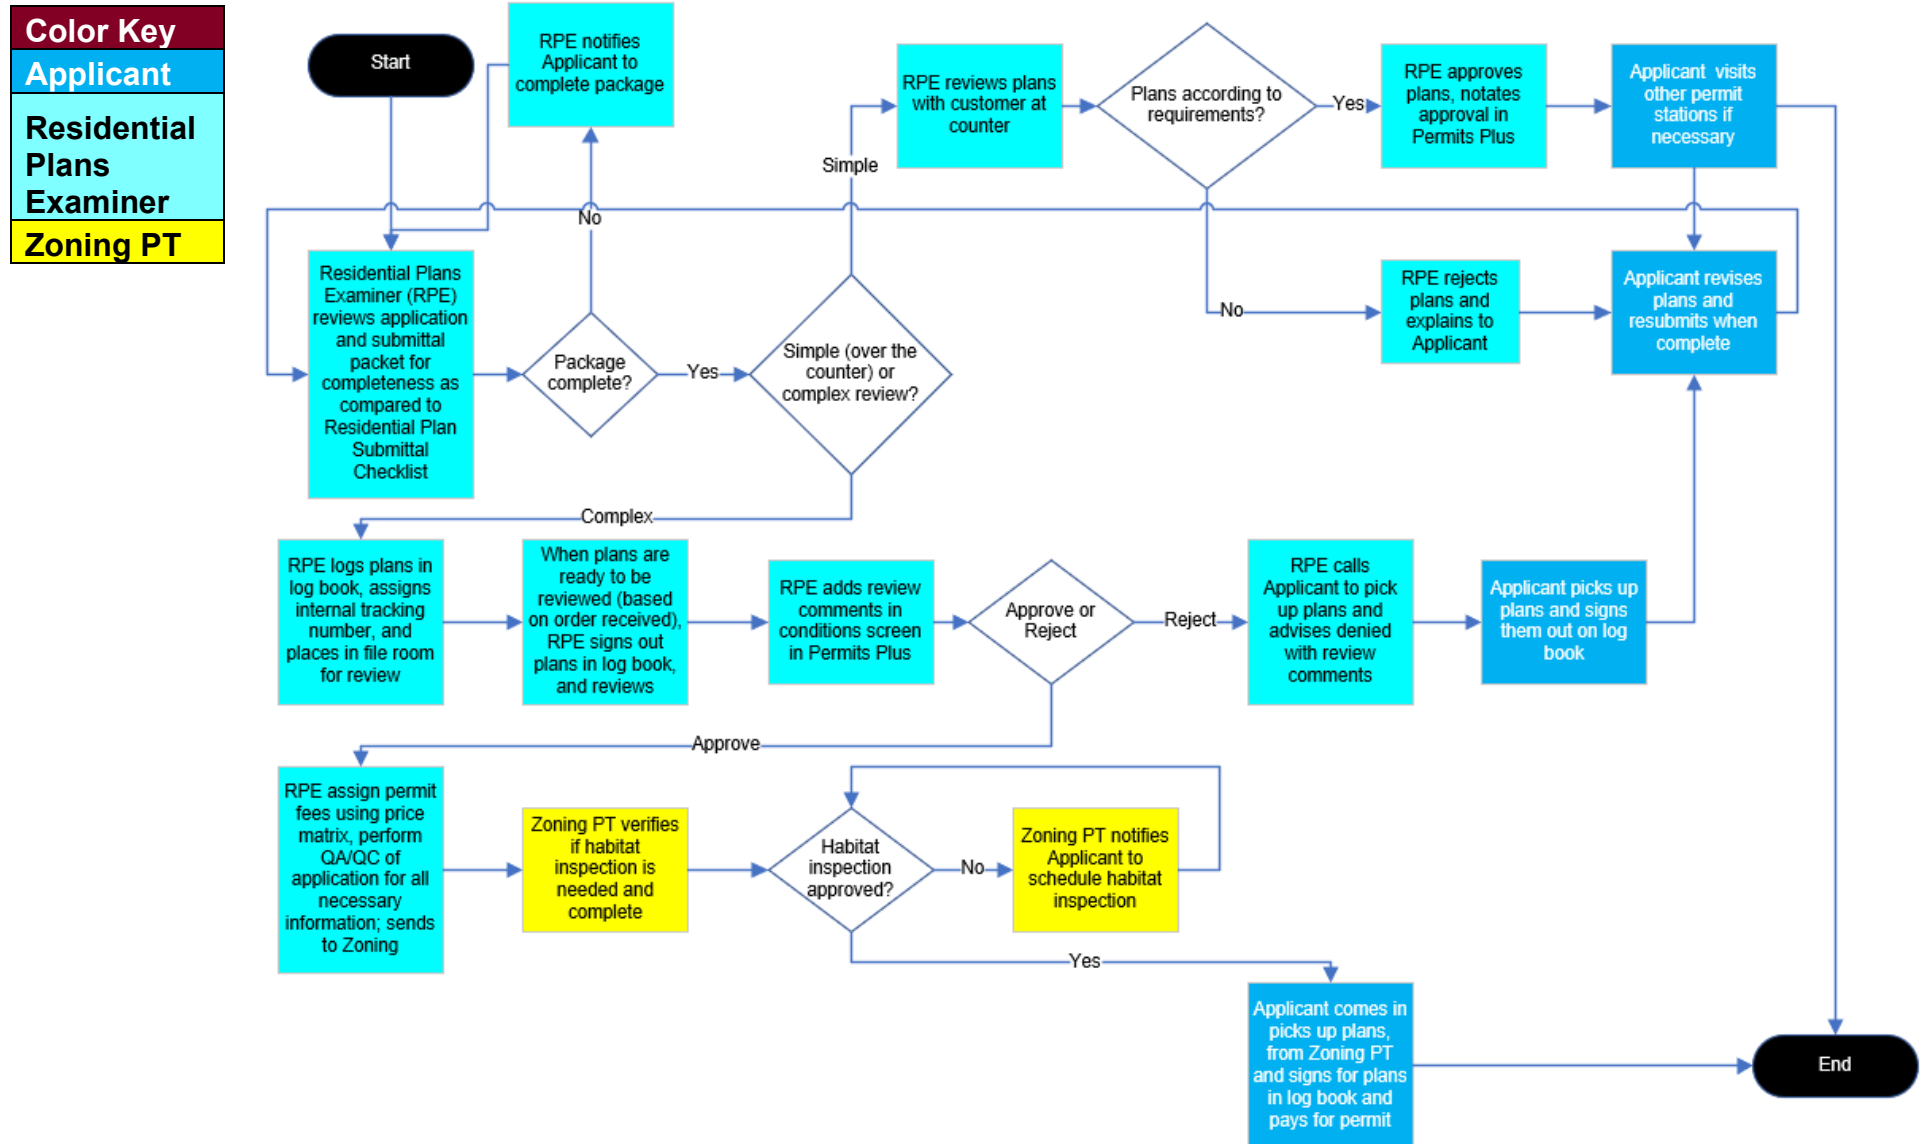 Color Key
Applicant
Residential
Plans
Examiner
Zoning PT
Start
RPE notifies
Applicant to
complete package
No
Residential Plans
Examiner (RPE)
reviews application
and submittal
packet for
completeness as
compared to
Residential Plan
Submittal
Checklist
Package
complete?
Yes
Simple (over the
counter) or
complex review?
Simple
RPE reviews plans
with customer at
counter
Plans according to
requirements?
Yes
RPE approves
plans, notates
approval in
Permits Plus
Applicant visits
other permit
stations if
necessary
No
RPE rejects
plans and
explains to
Applicant
Applicant revises
plans and
resubmits when
complete
Complex
RPE logs plans in
log book, assigns
internal tracking
number, and
places in file room
for review
When plans are
ready to be
reviewed (based
on order received),
RPE signs out
plans in log book,
and reviews
RPE adds review
comments in
conditions screen
in Permits Plus
Approve or
Reject
Reject
RPE calls
Applicant to pick
up plans and
advises denied
with review
comments
Applicant picks up
plans and signs
them out on log
book
Approve
RPE assign permit
fees using price
matrix, perform
QA/QC of
application for all
necessary
information; sends
to Zoning
Zoning PT verifies
if habitat
inspection is
needed and
complete
Habitat
inspection
approved?
No
Zoning PT notifies
Applicant to
schedule habitat
inspection
Yes
Applicant comes in
picks up plans,
from Zoning PT
and signs for plans
in log book and
pays for permit
End